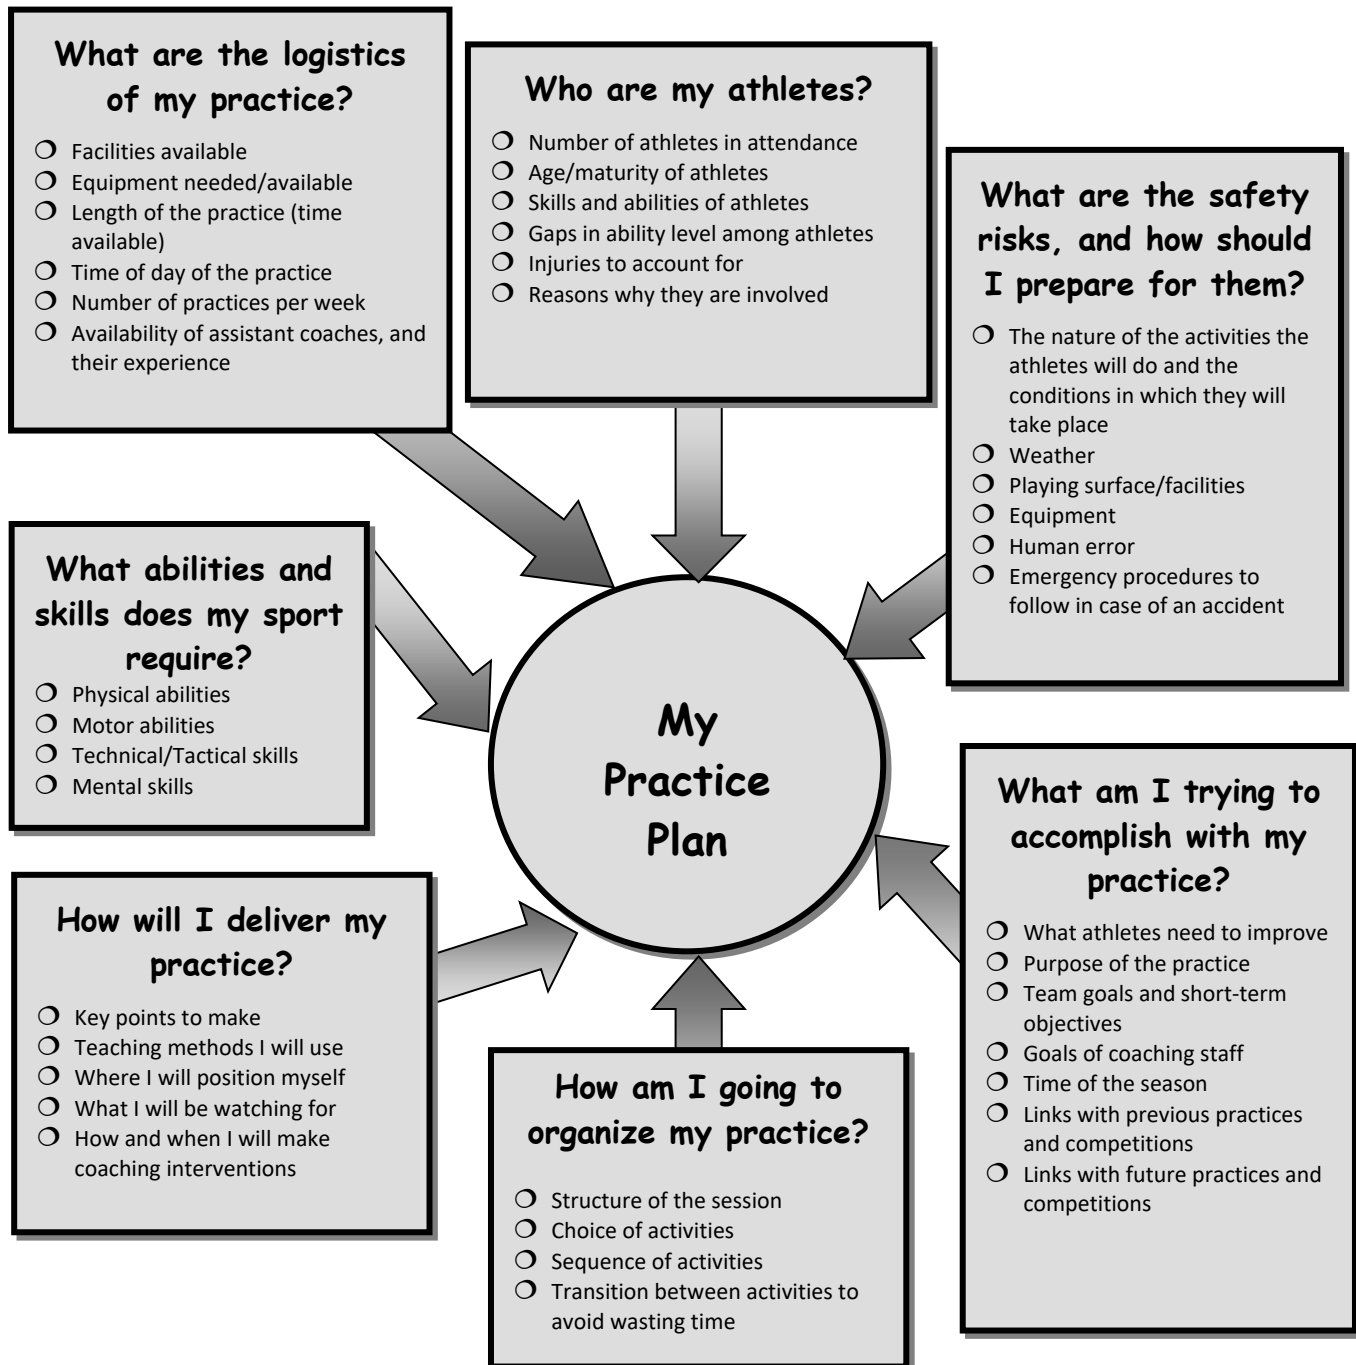 What are the logistics
of my practice?
❍ Facilities available
❍ Equipment needed/available
❍ Length of the practice (time
available)
❍ Time of day of the practice
❍ Number of practices per week
❍ Availability of assistant coaches, and
their experience
Who are my athletes?
❍ Number of athletes in attendance
❍ Age/maturity of athletes
❍ Skills and abilities of athletes
❍ Gaps in ability level among athletes
❍ Injuries to account for
❍ Reasons why they are involved
What are the safety
risks, and how should
I prepare for them?
❍ The nature of the activities the
athletes will do and the
conditions in which they will
take place
❍ Weather
❍ Playing surface/facilities
❍ Equipment
❍ Human error
❍ Emergency procedures to
follow in case of an accident
What abilities and
skills does my sport
require?
❍ Physical abilities
❍ Motor abilities
❍ Technical/Tactical skills
❍ Mental skills
My
Practice
Plan
What am I trying to
accomplish with my
practice?
❍ What athletes need to improve
❍ Purpose of the practice
❍ Team goals and short-term
objectives
❍ Goals of coaching staff
❍ Time of the season
❍ Links with previous practices
and competitions
❍ Links with future practices and
competitions
How will I deliver my
practice?
❍ Key points to make
❍ Teaching methods I will use
❍ Where I will position myself
❍ What I will be watching for
❍ How and when I will make
coaching interventions
How am I going to
organize my practice?
❍ Structure of the session
❍ Choice of activities
❍ Sequence of activities
❍ Transition between activities to
avoid wasting time